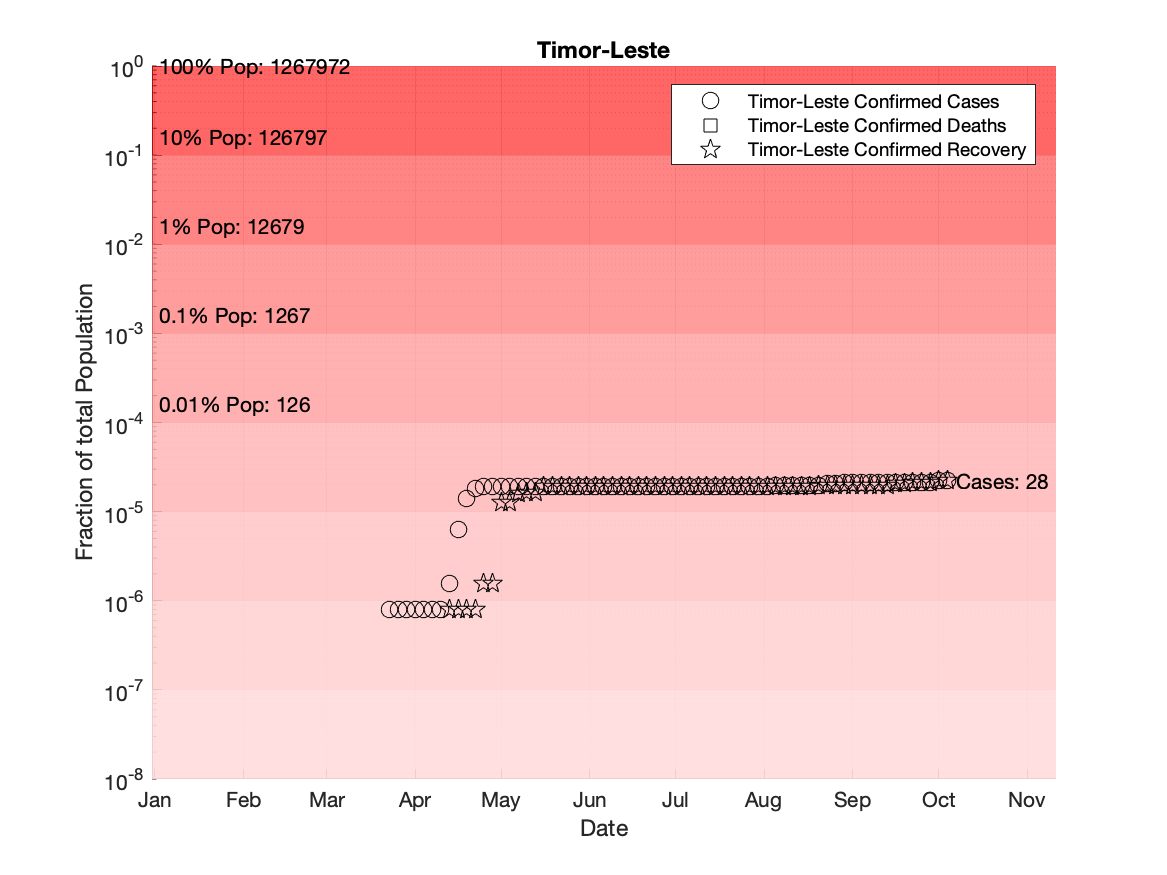 Timor-Leste
10^0
10^-1
10^-2
10^-3
10^-4
10^-5
10^-6
10^-7
10^-8
Fraction of total Population
100% Pop: 1267972
10% Pop: 126797
1% Pop: 12679
0.1% Pop: 1267
0.01% Pop: 126
Timor-Leste Confirmed Cases
Timor-Leste Confirmed Deaths
Timor-Leste Confirmed Recovery
Cases: 28
Jan Feb Mar Apr May Jun Jul Aug Sep Oct Nov
Date